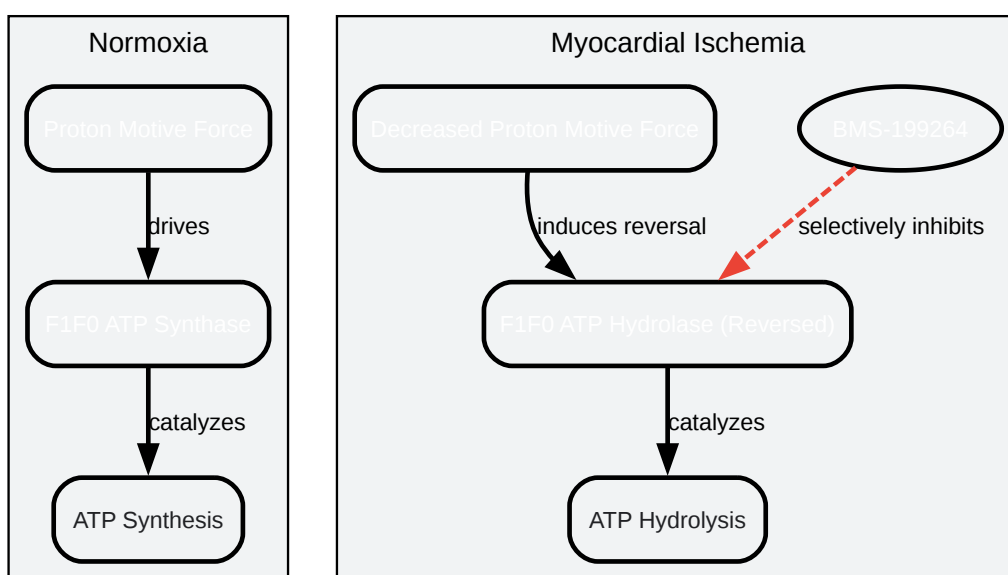 Normoxia
Proton Motive Force
drives
F1F0 ATP Synthase
catalyzes
ATP Synthesis
Myocardial Ischemia
Decreased Proton Motive Force
BMS-199264
induces reversal
selectively inhibits
F1F0 ATP Hydrolase (Reversed)
catalyzes
ATP Hydrolysis